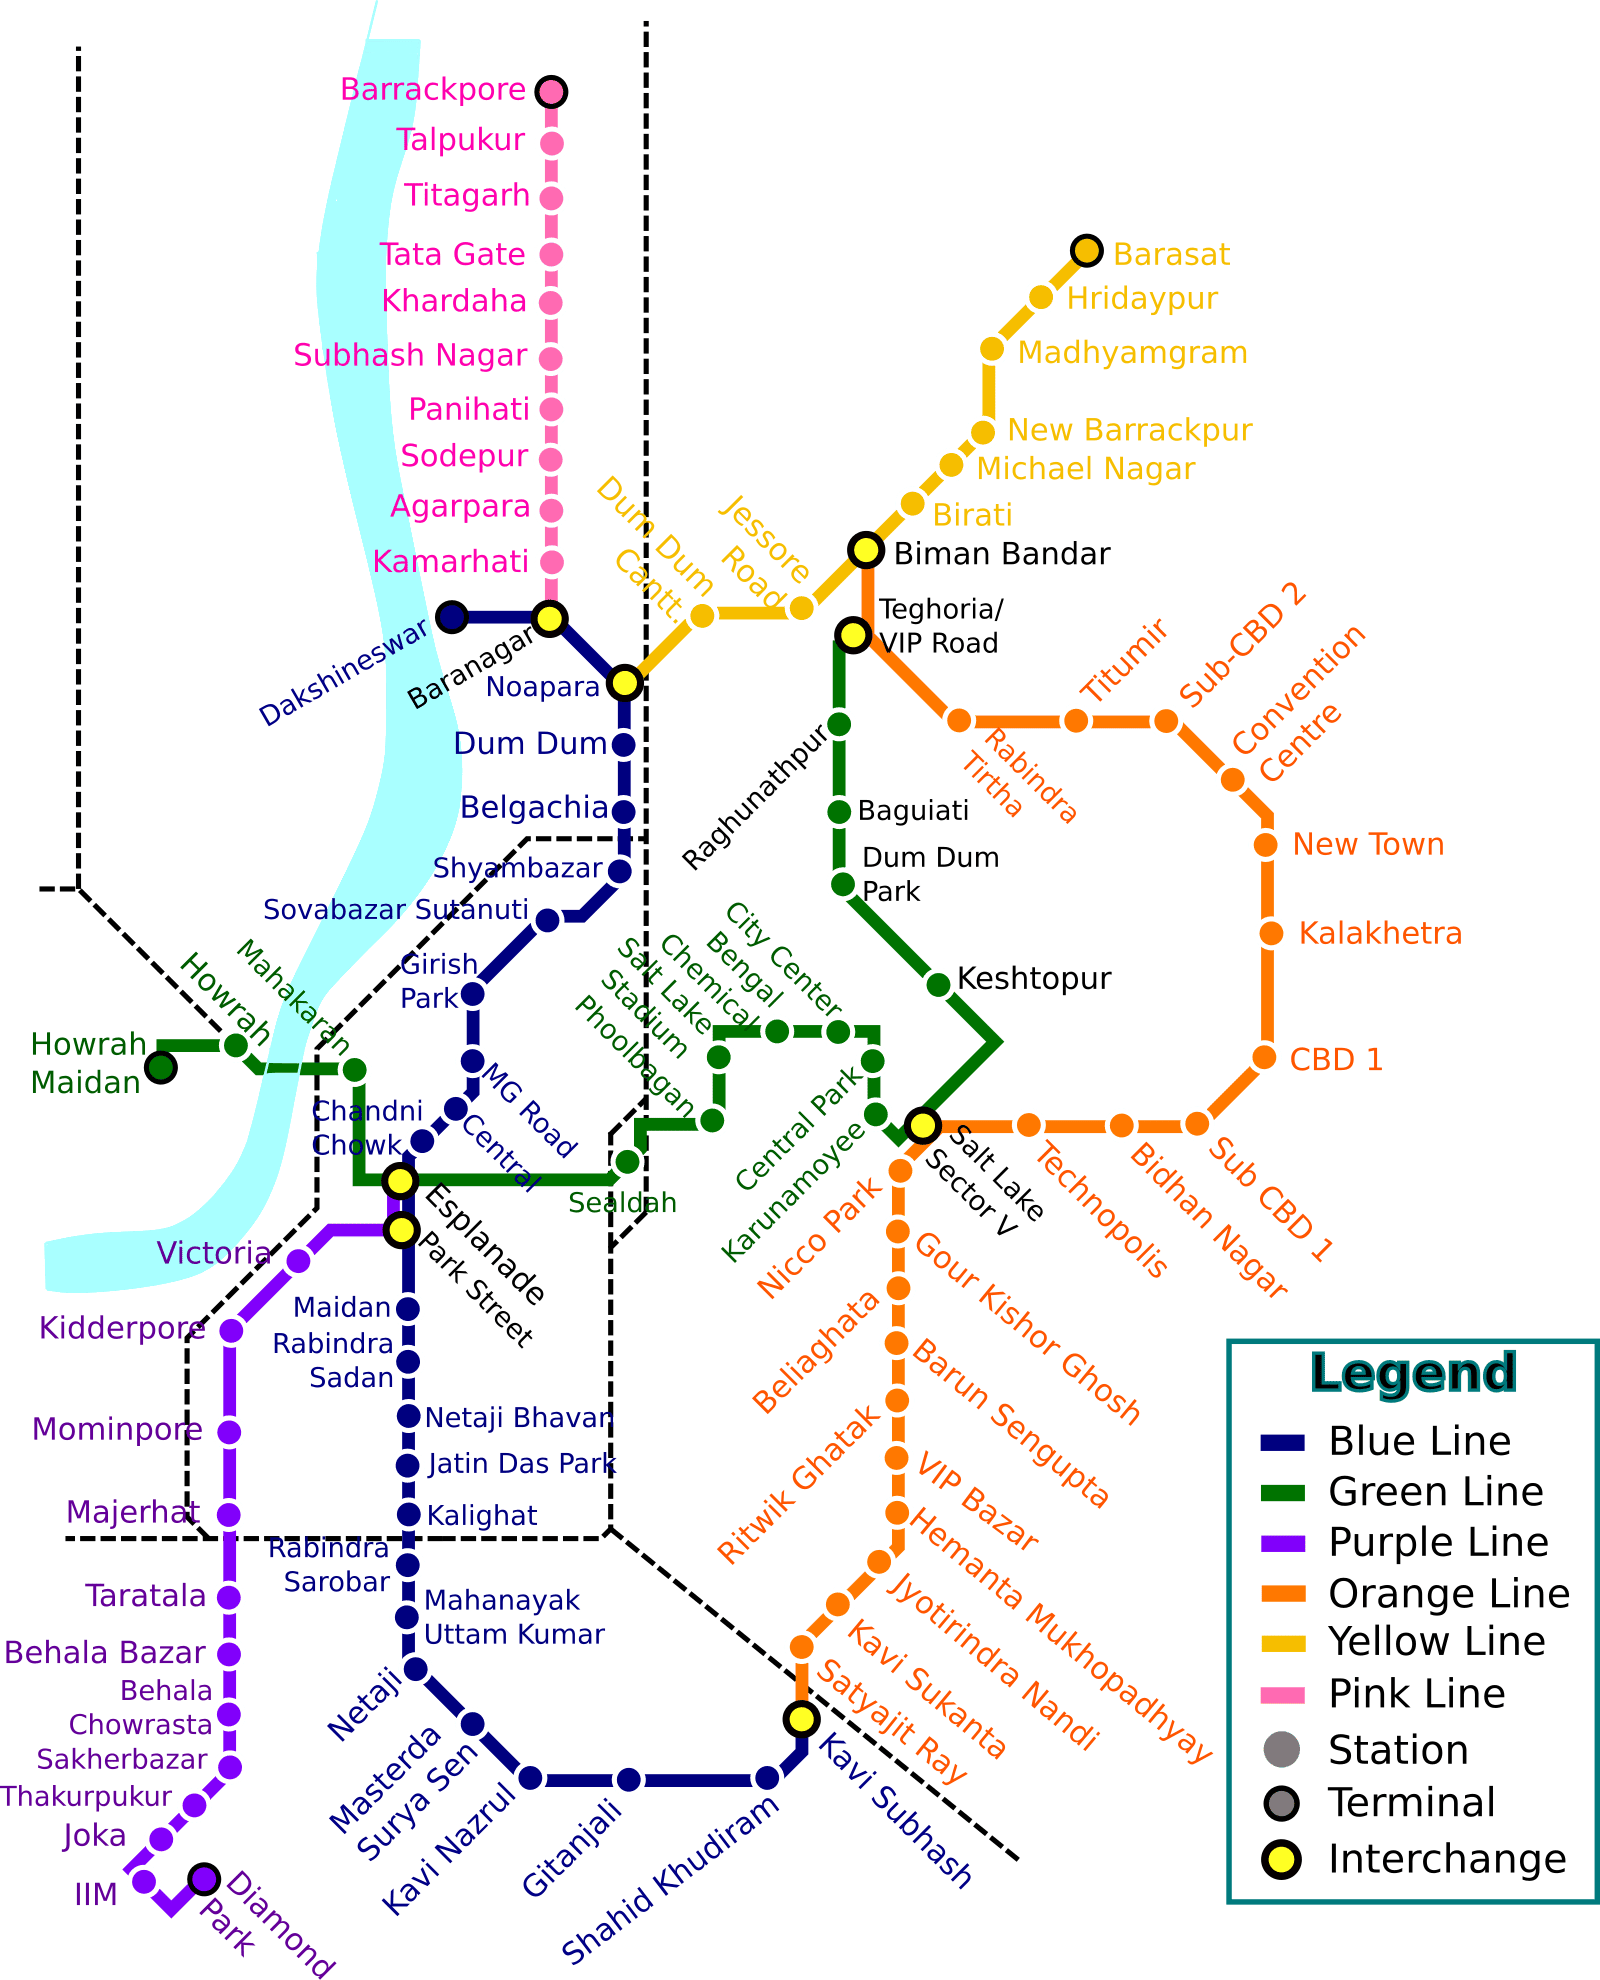 Barrackpore
Talpukur
Titagarh
Tata Gate
Khardaha
Subhash Nagar
Panihati
Sodepur
Agarpara
Kamarhati
Barasat
Hridaypur
Madhyamgram
New Barrackpur
Michael Nagar
Birati
Biman Bandar
Jessore
Road
Dum Dum
Cantt.
Dakshineswar
Baranagar
Noapara
Dum Dum
Belgachia
Shyambazar
Sovabazar Sutanuti
Girish
Park
MG Road
Central
Chandni
Chowk
Esplanade
Park Street
Maidan
Rabindra
Sadan
Netaji Bhavan
Jatin Das Park
Kalighat
Rabindra
Sarobar
Mahanayak
Uttam Kumar
Netaji
Masterda
Surya Sen
Kavi Nazrul
Gitanjali
Shahid Khudiram
Kavi Subhash
Teghoria/
VIP Road
Raghunathpur
Baguiati
Dum Dum
Park
Keshtopur
Salt Lake
Sector V
Karunamoyee
Central Park
City Center
Bengal
Chemical
Salt Lake
Stadium
Phoolbagan
Sealdah
Mahakaran
Howrah
Howrah
Maidan
Rabindra
Tirtha
Titumir
Sub-CBD 2
Convention
Centre
New Town
Kalakhetra
CBD 1
Sub CBD 1
Bidhan Nagar
Technopolis
Nicco Park
Gour Kishor Ghosh
Beliaghata
Barun Sengupta
Ritwik Ghatak
VIP Bazar
Hemanta Mukhopadhyay
Jyotirindra Nandi
Kavi Sukanta
Satyajit Ray
Victoria
Kidderpore
Mominpore
Majerhat
Taratala
Behala Bazar
Behala
Chowrasta
Sakherbazar
Thakurpukur
Joka
IIM
Diamond
Park
Legend
Blue Line
Green Line
Purple Line
Orange Line
Yellow Line
Pink Line
Station
Terminal
Interchange